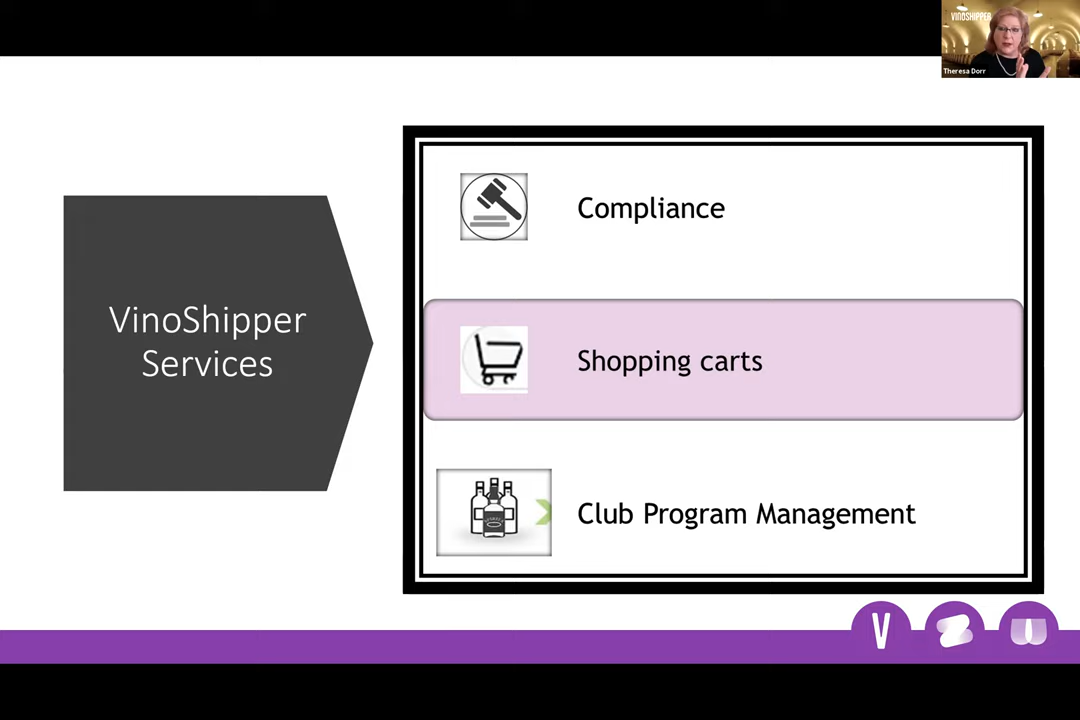 VINOSHIPPER
Theresa Dorr
VinoShipper
Services
Compliance
Shopping carts
Club Program Management
V